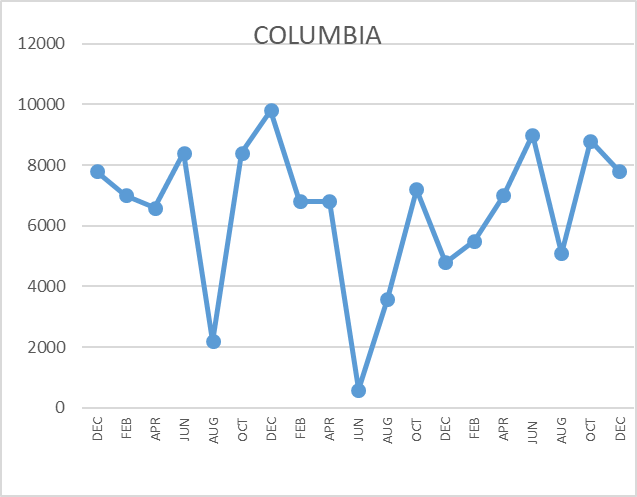 COLUMBIA
12000
10000
8000
6000
4000
2000
0
DEC
FEB
APR
JUN
AUG
OCT
DEC
FEB
APR
JUN
AUG
OCT
DEC
FEB
APR
JUN
AUG
OCT
DEC